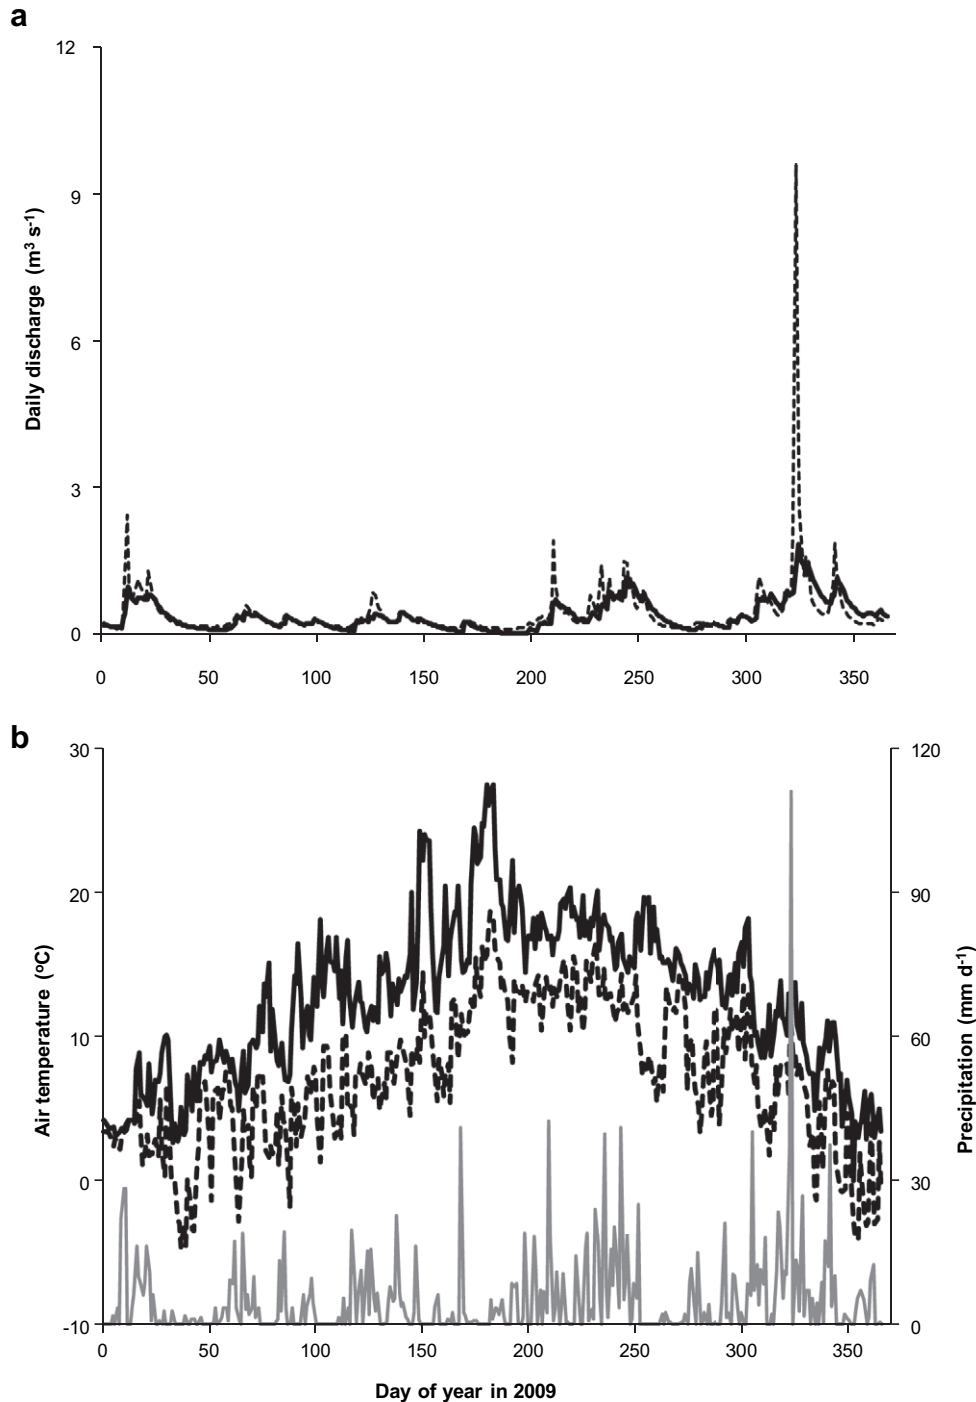 a
12
9
6
3
0
Daily discharge (m³ s⁻¹)
0 50 100 150 200 250 300 350
b
30
20
10
0
-10
Air temperature (ºC)
120
90
60
30
0
Precipitation (mm d⁻¹)
0 50 100 150 200 250 300 350
Day of year in 2009